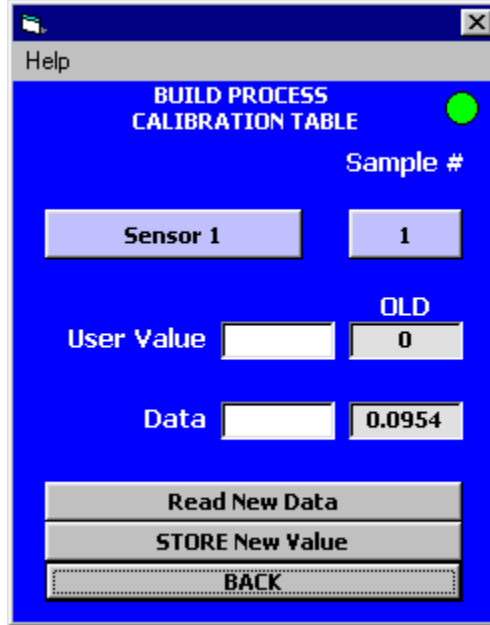 Help
BUILD PROCESS
CALIBRATION TABLE
Sample #
Sensor 1 1
OLD
User Value 0
Data 0.0954
Read New Data
STORE New Value
BACK